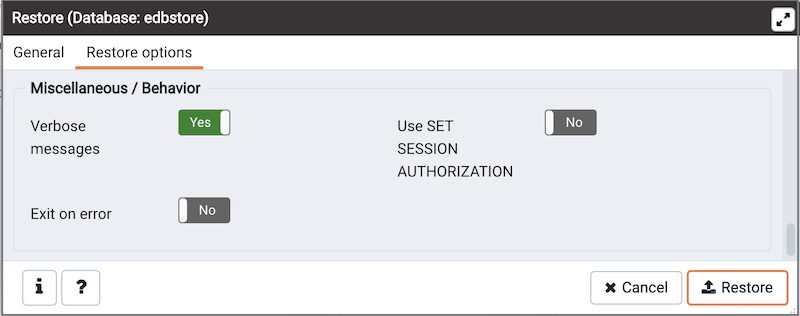 Restore (Database: edbstore)
General Restore options
Miscellaneous / Behavior
Verbose messages Yes
Use SET SESSION AUTHORIZATION No
Exit on error No
i ? Cancel Restore